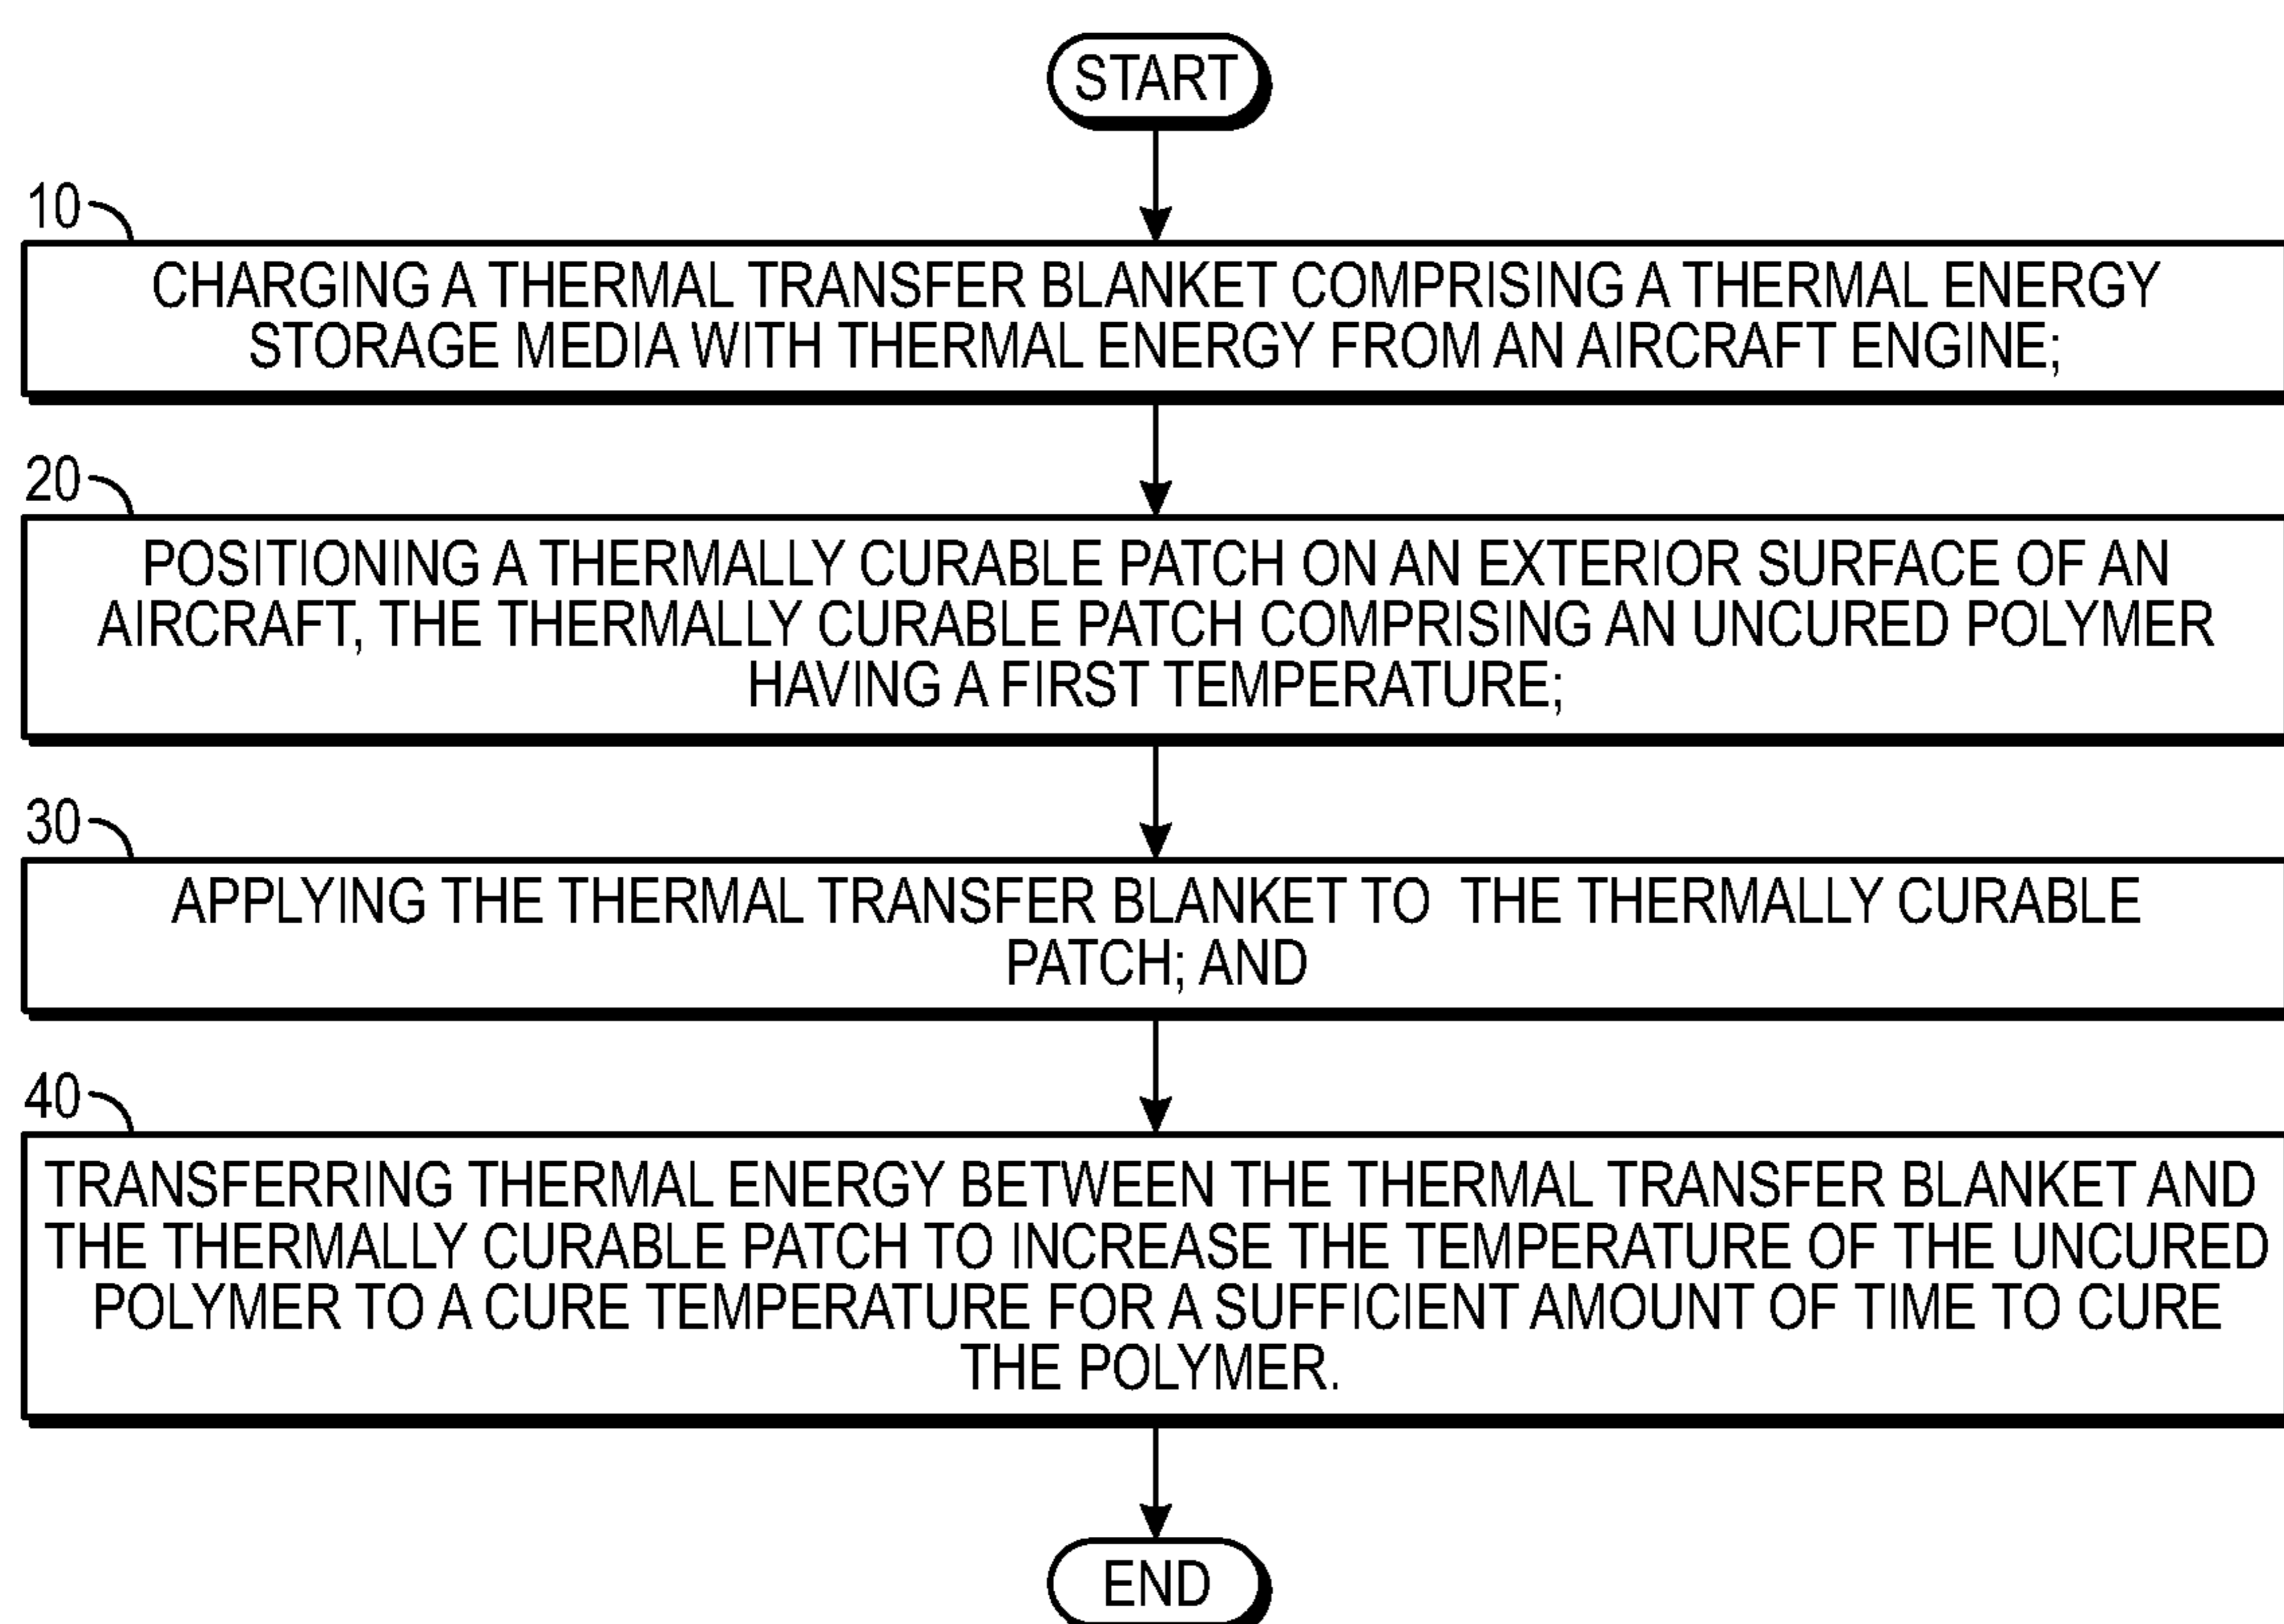 START
10
CHARGING A THERMAL TRANSFER BLANKET COMPRISING A THERMAL ENERGY
STORAGE MEDIA WITH THERMAL ENERGY FROM AN AIRCRAFT ENGINE;
20
POSITIONING A THERMALLY CURABLE PATCH ON AN EXTERIOR SURFACE OF AN
AIRCRAFT, THE THERMALLY CURABLE PATCH COMPRISING AN UNCURED POLYMER
HAVING A FIRST TEMPERATURE;
30
APPLYING THE THERMAL TRANSFER BLANKET TO THE THERMALLY CURABLE
PATCH; AND
40
TRANSFERRING THERMAL ENERGY BETWEEN THE THERMAL TRANSFER BLANKET AND
THE THERMALLY CURABLE PATCH TO INCREASE THE TEMPERATURE OF THE UNCURED
POLYMER TO A CURE TEMPERATURE FOR A SUFFICIENT AMOUNT OF TIME TO CURE
THE POLYMER.
END